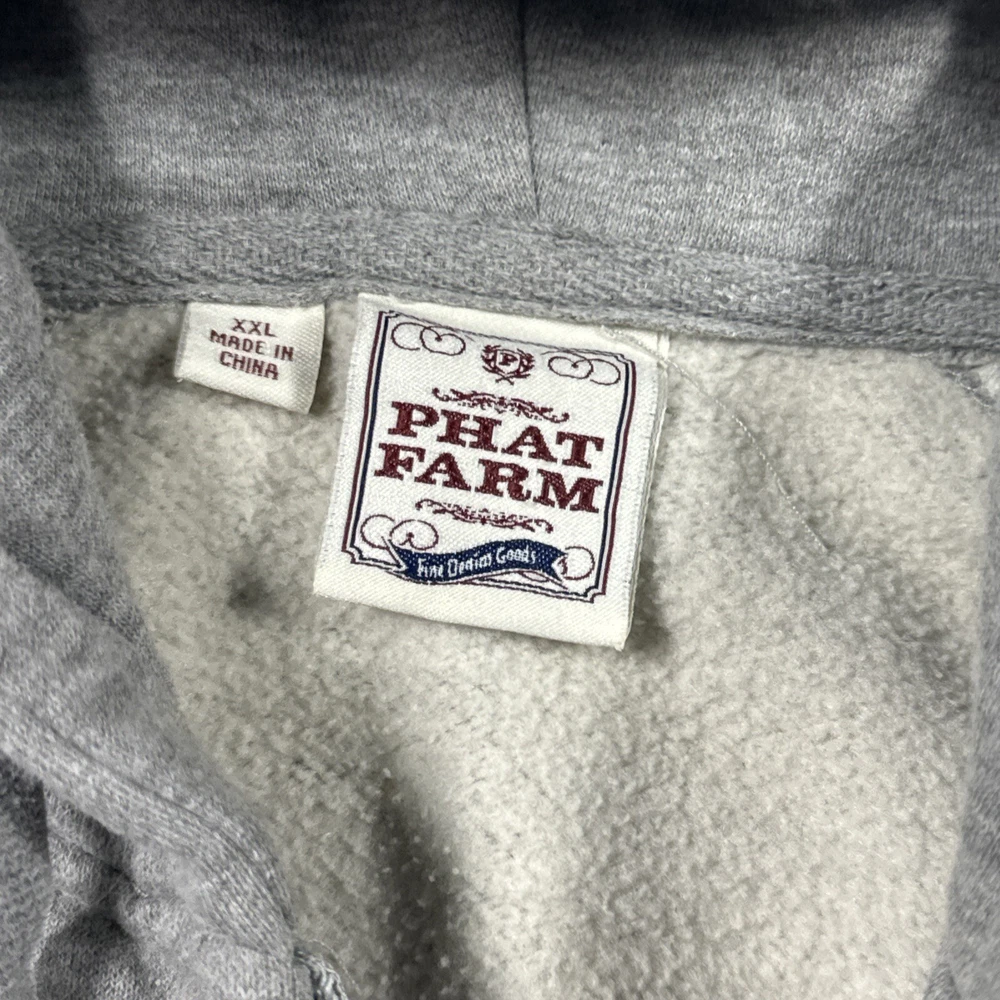 XXL
MADE IN
CHINA
P
PHAT
FARM
Fine Denim Goods